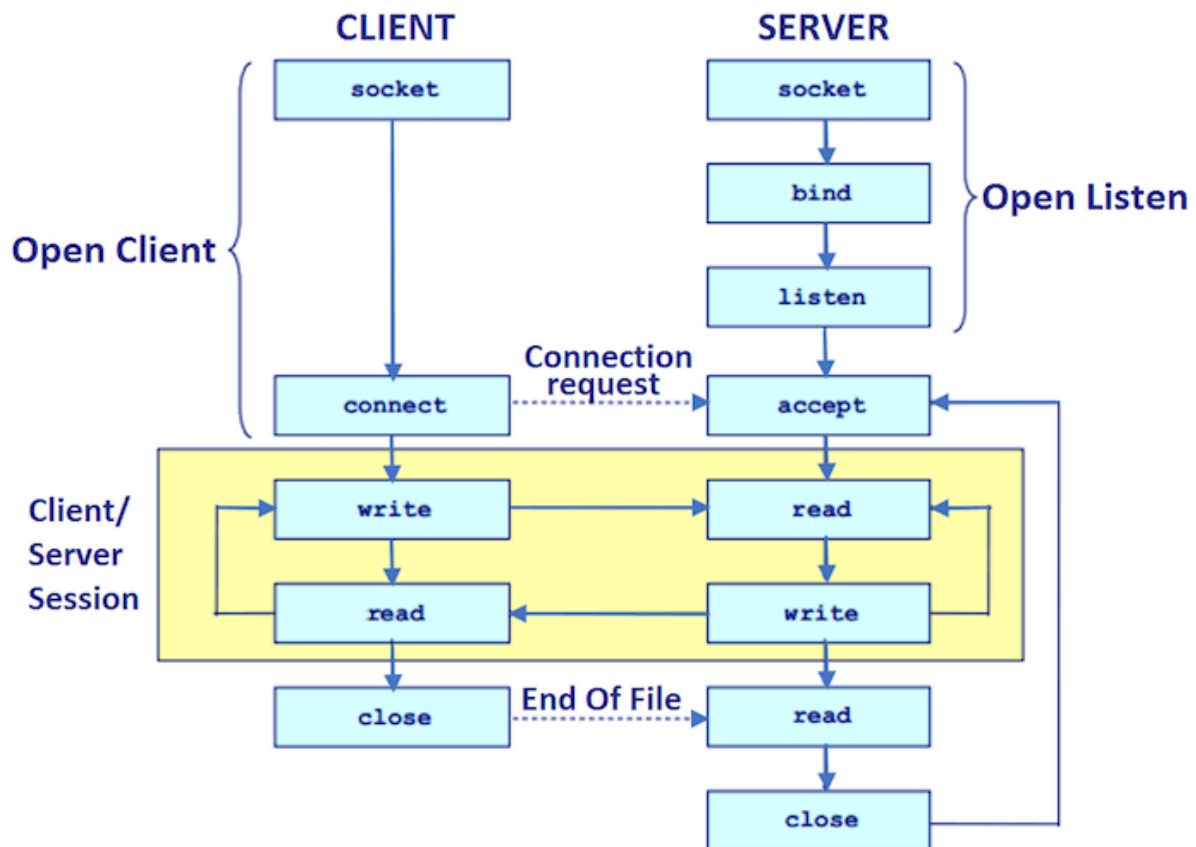 CLIENT
SERVER
socket
socket
bind
Open Client
Open Listen
listen
Connection
request
connect
accept
Client/
Server
Session
write
read
read
write
End Of File
close
read
close